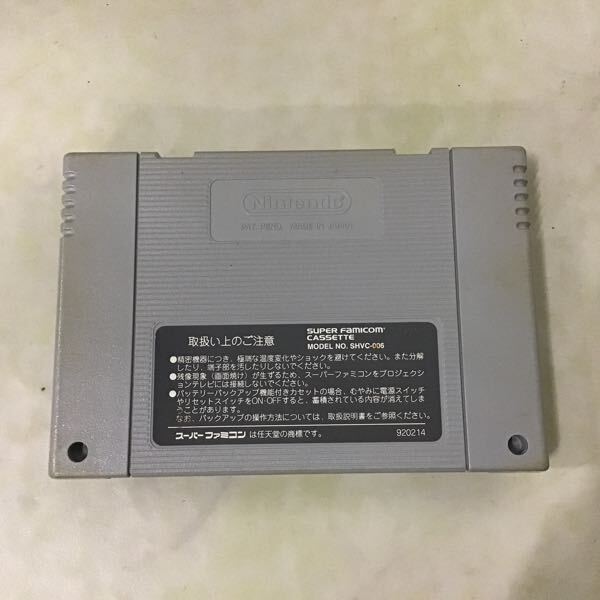 Nintendo
PAT. PEND. MADE IN JAPAN
取扱い上のご注意
SUPER FAMICOM
CASSETTE
MODEL NO. SHVC-006
●精密機器につき、極端な温度変化やショックを避けてください。また分解
したり、端子部を汚したりしないでください。
●残像現象（画面焼け）が生ずるため、スーパーファミコンをプロジェクシ
ョンテレビには接続しないでください。
●バッテリーバックアップ機能付きカセットの場合、むやみに電源スイッチ
やリセットスイッチをON・OFFすると、蓄積されている内容が消えてしま
うことがあります。
なお、バックアップの操作方法については、取扱説明書をご参照ください。
スーパーファミコンは任天堂の商標です。
920214